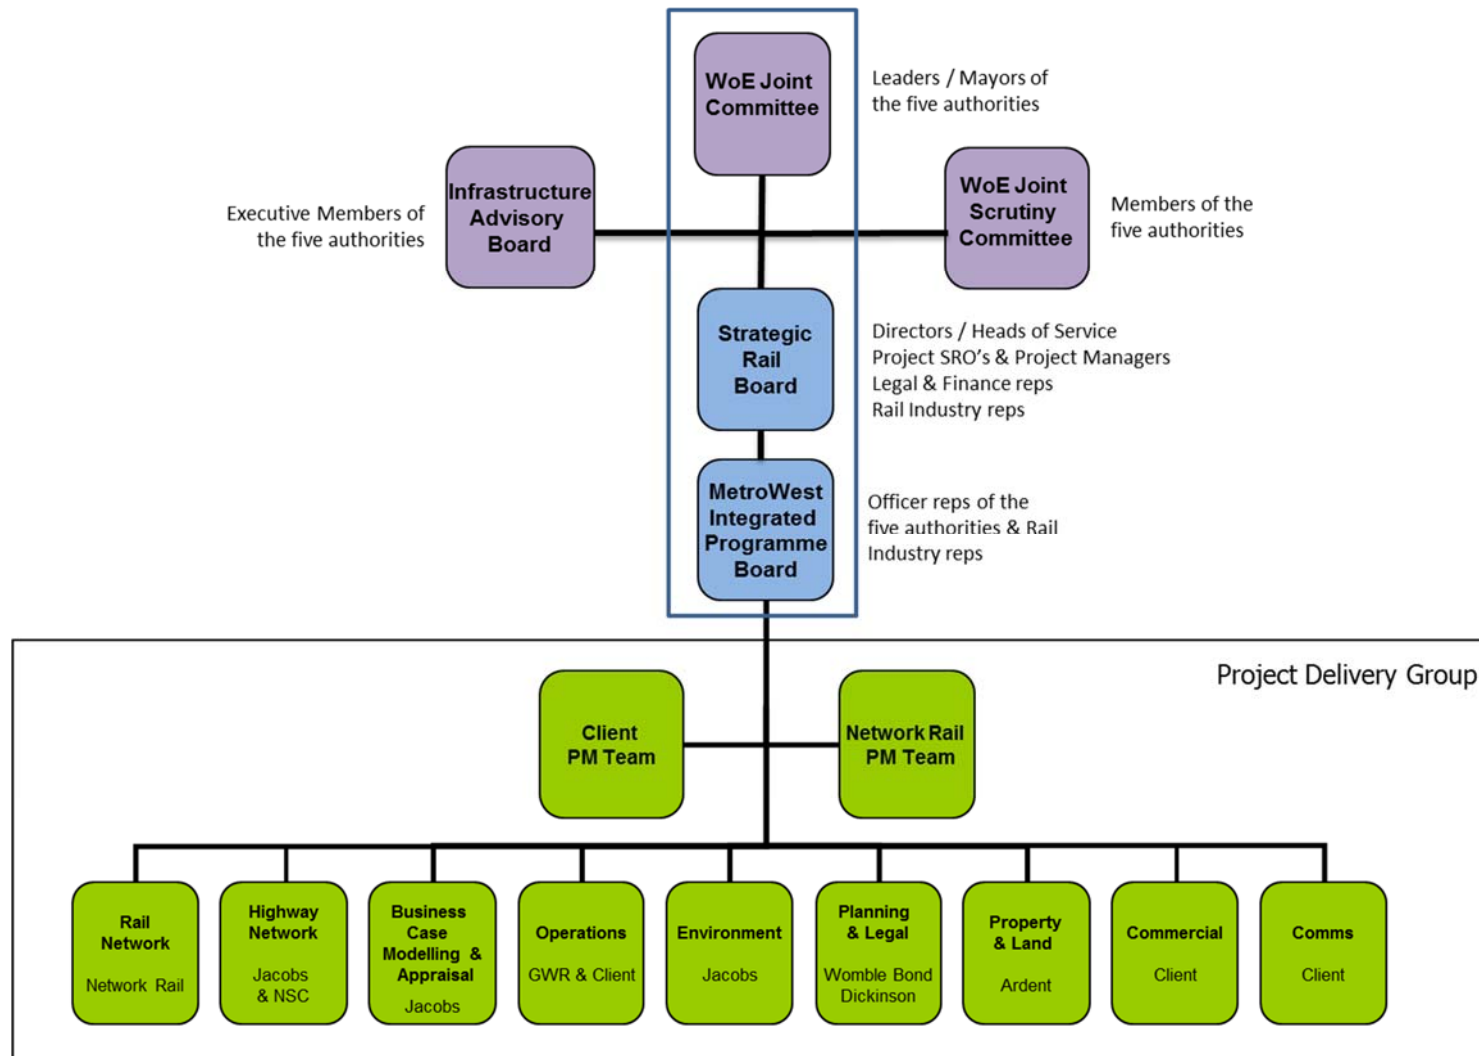 WoE Joint
Committee
Leaders / Mayors of
the five authorities
Executive Members of
the five authorities
Infrastructure
Advisory
Board
WoE Joint
Scrutiny
Committee
Members of the
five authorities
Strategic
Rail
Board
Directors / Heads of Service
Project SRO's & Project Managers
Legal & Finance reps
Rail Industry reps
MetroWest
Integrated
Programme
Board
Officer reps of the
five authorities & Rail
Industry reps
Project Delivery Group
Client
PM Team
Network Rail
PM Team
Rail
Network
Network Rail
Highway
Network
Jacobs
& NSC
Business
Case
Modelling &
Appraisal
Jacobs
Operations
GWR & Client
Environment
Jacobs
Planning
& Legal
Womble Bond
Dickinson
Property
& Land
Ardent
Commercial
Client
Comms
Client